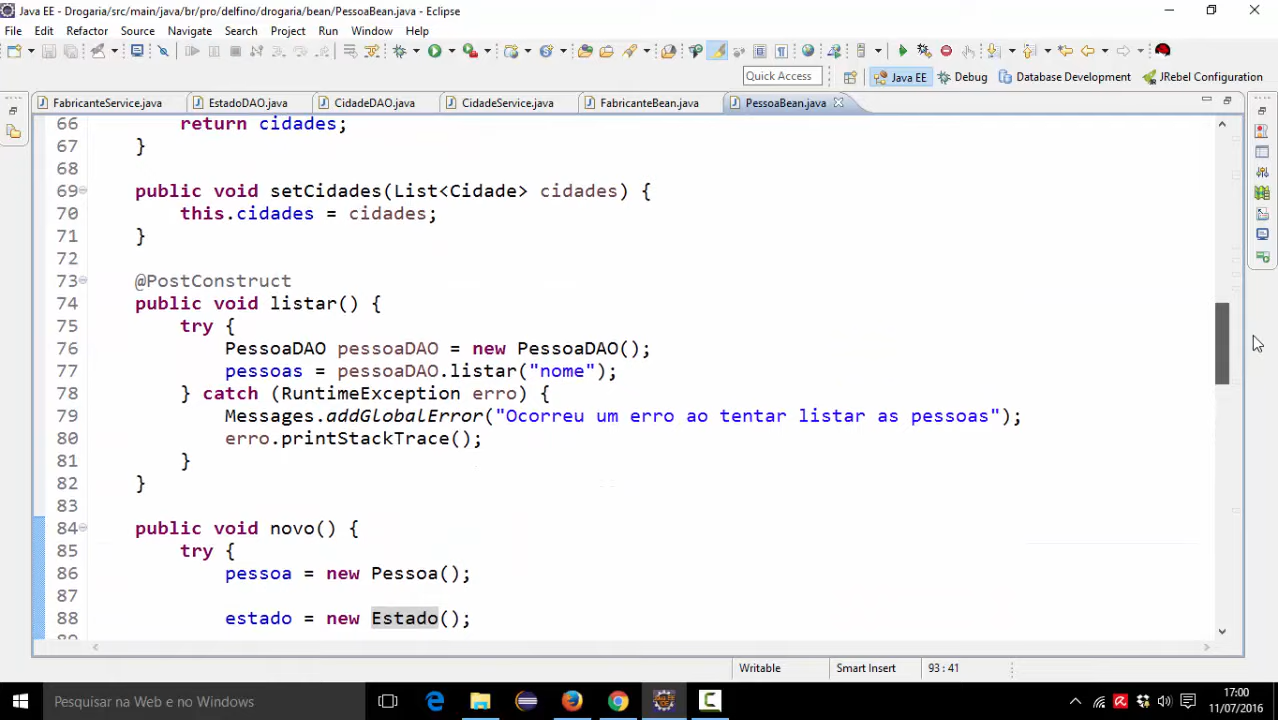 Java EE - Drogaria/src/main/java/br/pro/delfino/drogaria/bean/PessoaBean.java - Eclipse
File Edit Refactor Source Navigate Search Project Run Window Help
Quick Access Java EE Debug Database Development JRebel Configuration
FabricanteService.java EstadoDAO.java CidadeDAO.java CidadeService.java FabricanteBean.java PessoaBean.java
66 return cidades;
67 }
68
69 public void setCidades(List<Cidade> cidades) {
70 this.cidades = cidades;
71 }
72
73 @PostConstruct
74 public void listar() {
75 try {
76 PessoaDAO pessoaDAO = new PessoaDAO();
77 pessoas = pessoaDAO.listar("nome");
78 } catch (RuntimeException erro) {
79 Messages.addGlobalError("Ocorreu um erro ao tentar listar as pessoas");
80 erro.printStackTrace();
81 }
82 }
83
84 public void novo() {
85 try {
86 pessoa = new Pessoa();
87
88 estado = new Estado();
Writable Smart Insert 93 : 41
Pesquisar na Web e no Windows
17:00
11/07/2016